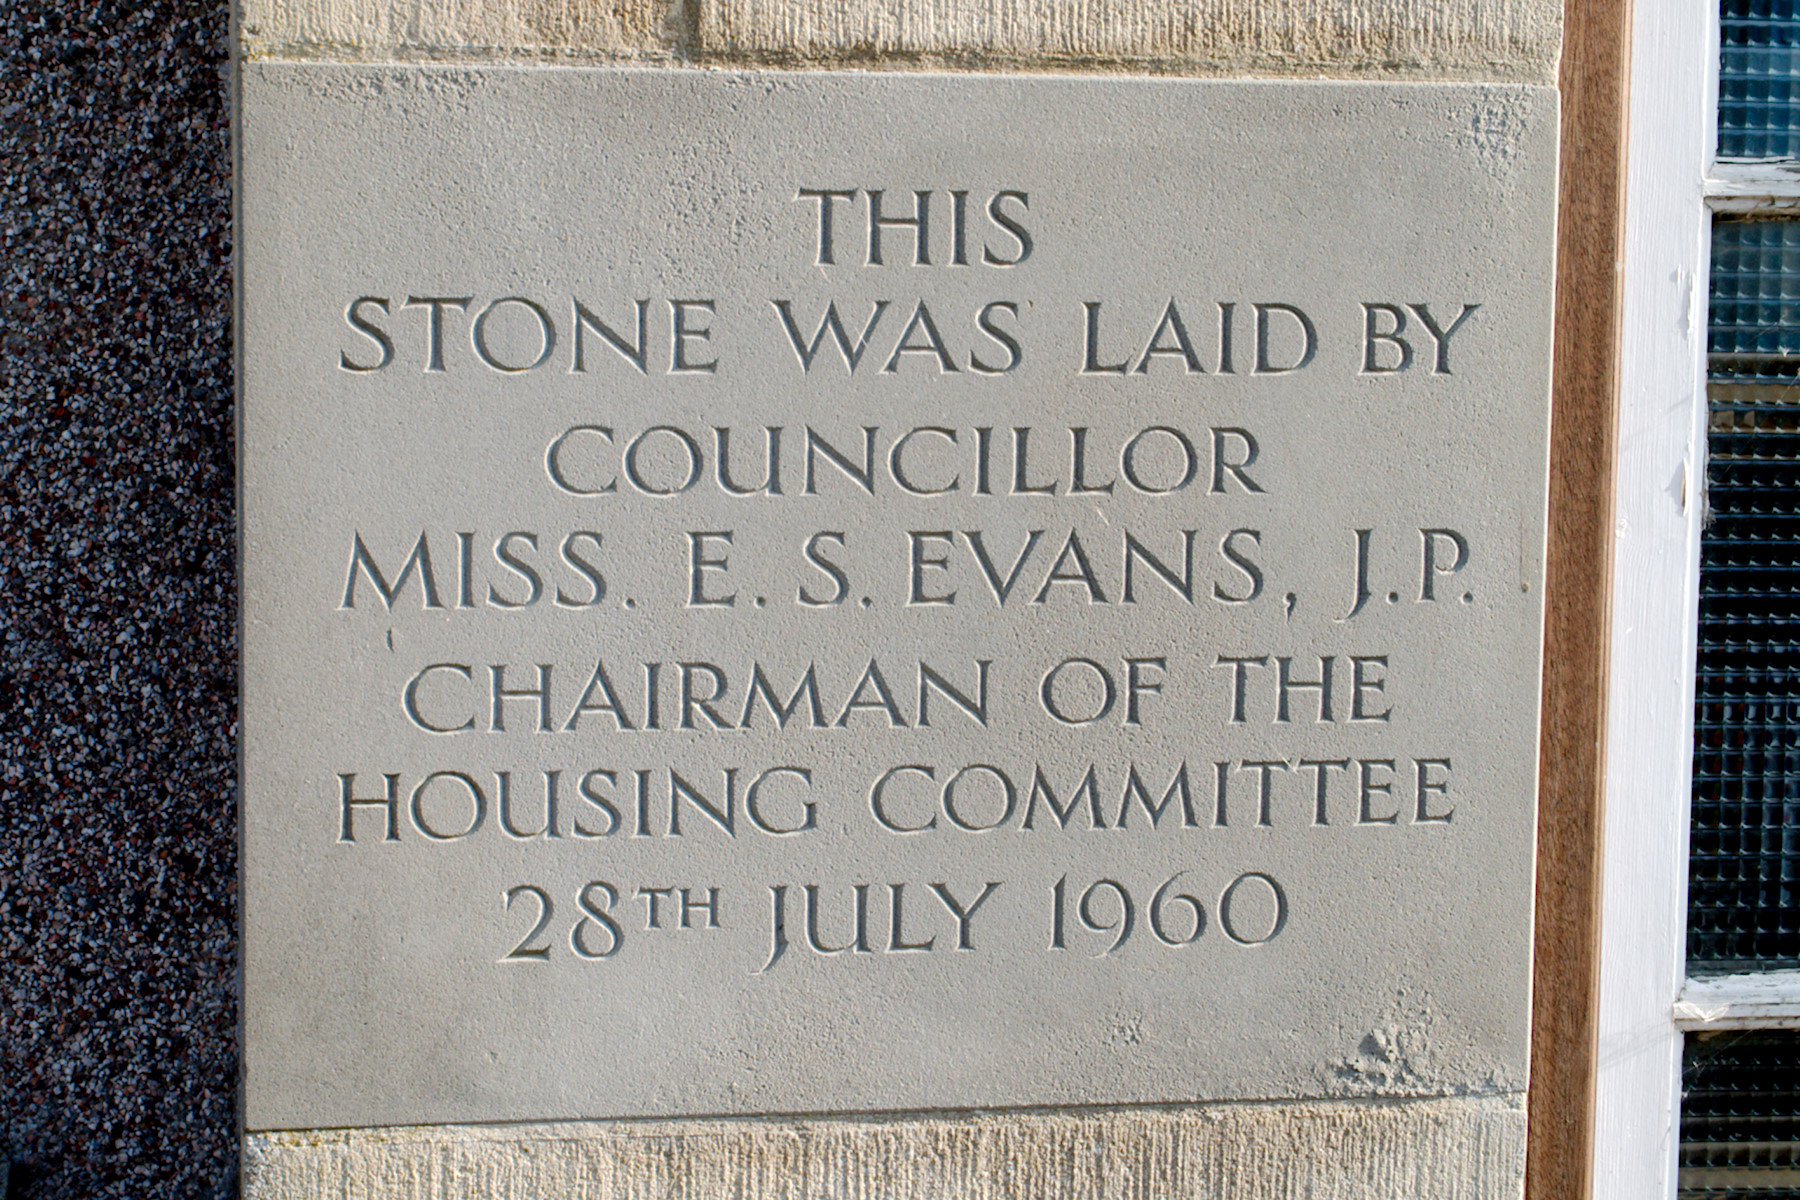 THIS
STONE WAS LAID BY
COUNCILLOR
MISS. E. S. EVANS, J.P.
CHAIRMAN OF THE
HOUSING COMMITTEE
28TH JULY 1960